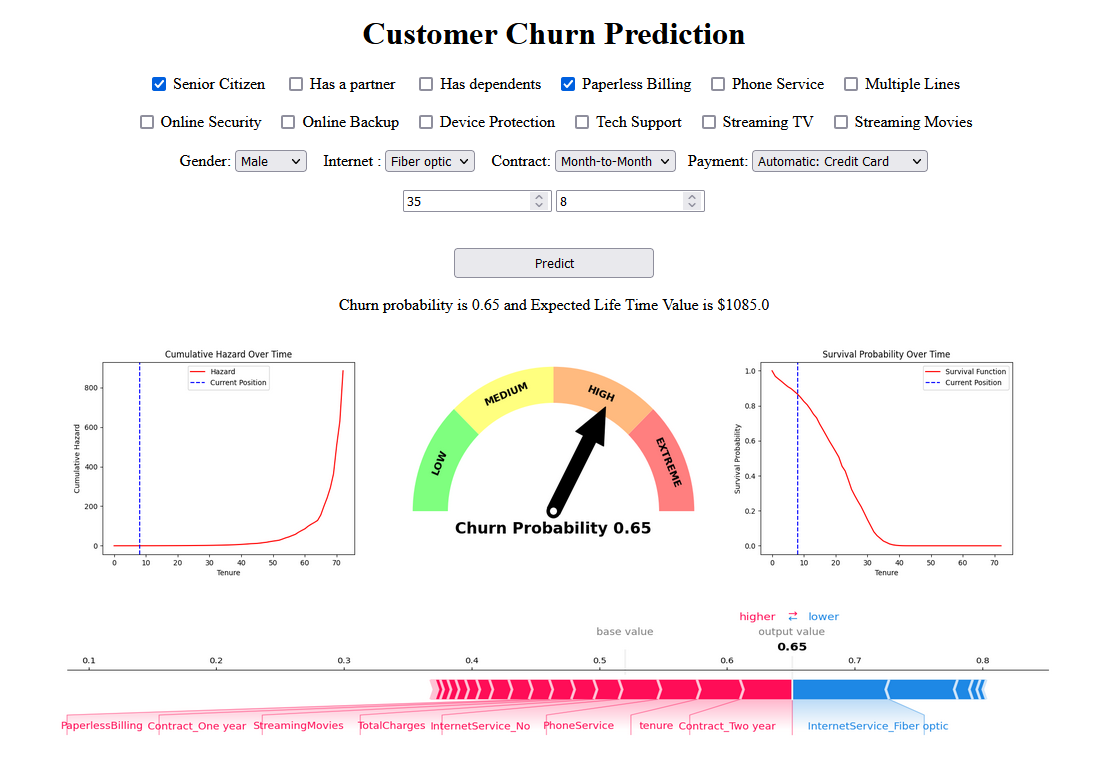 Customer Churn Prediction
Senior Citizen Has a partner Has dependents Paperless Billing Phone Service Multiple Lines
Online Security Online Backup Device Protection Tech Support Streaming TV Streaming Movies
Gender: Male Internet : Fiber optic Contract: Month-to-Month Payment: Automatic: Credit Card
35 8
Predict
Churn probability is 0.65 and Expected Life Time Value is $1085.0
Cumulative Hazard Over Time
Hazard
Current Position
Cumulative Hazard
800
600
400
200
0
0 10 20 30 40 50 60 70
Tenure
LOW
MEDIUM
HIGH
EXTREME
Churn Probability 0.65
Survival Probability Over Time
Survival Function
Current Position
Survival Probability
1.0
0.8
0.6
0.4
0.2
0.0
0 10 20 30 40 50 60 70
Tenure
higher ⇄ lower
base value output value
0.65
0.1 0.2 0.3 0.4 0.5 0.6 0.7 0.8
PaperlessBilling Contract_One year StreamingMovies TotalCharges InternetService_No PhoneService tenure Contract_Two year InternetService_Fiber optic